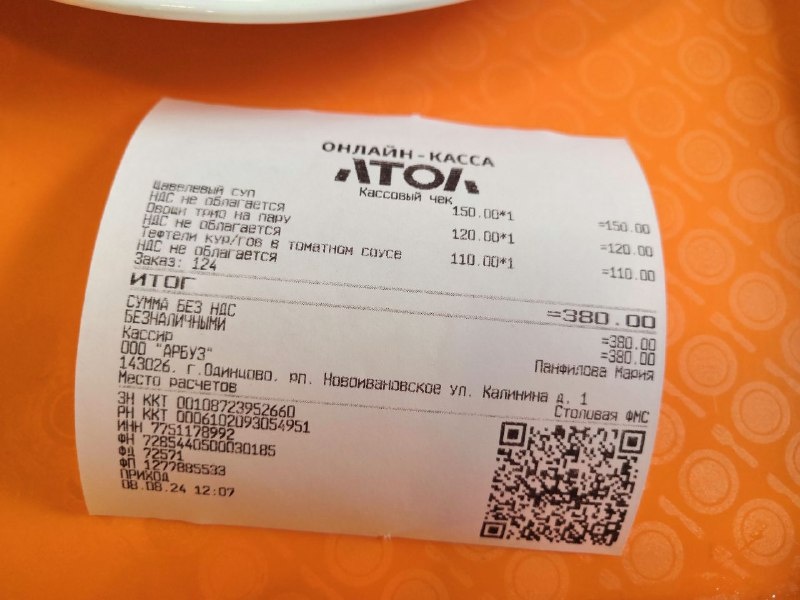 ОНЛАЙН-КАССА
АТОЛ
Кассовый чек
Щавелевый суп
150.00*1 =150.00
НДС не облагается
Овощи трио на пару
120.00*1 =120.00
НДС не облагается
Тефтели кур/гов в томатном соусе
110.00*1 =110.00
НДС не облагается
Заказ: 124
ИТОГ =380.00
СУММА БЕЗ НДС =380.00
БЕЗНАЛИЧНЫМИ =380.00
Кассир Панфилова Мария
ООО "АРБУЗ"
143026, г.Одинцово, рп. Новоивановское ул. Калинина д. 1
Место расчетов Столовая ФМС
ЗН ККТ 00108723952660
РН ККТ 0006102093054951
ИНН 7751178992
ФН 7285440500030185
ФД 72571
ФП 1277885533
ПРИХОД
08.08.24 12:07